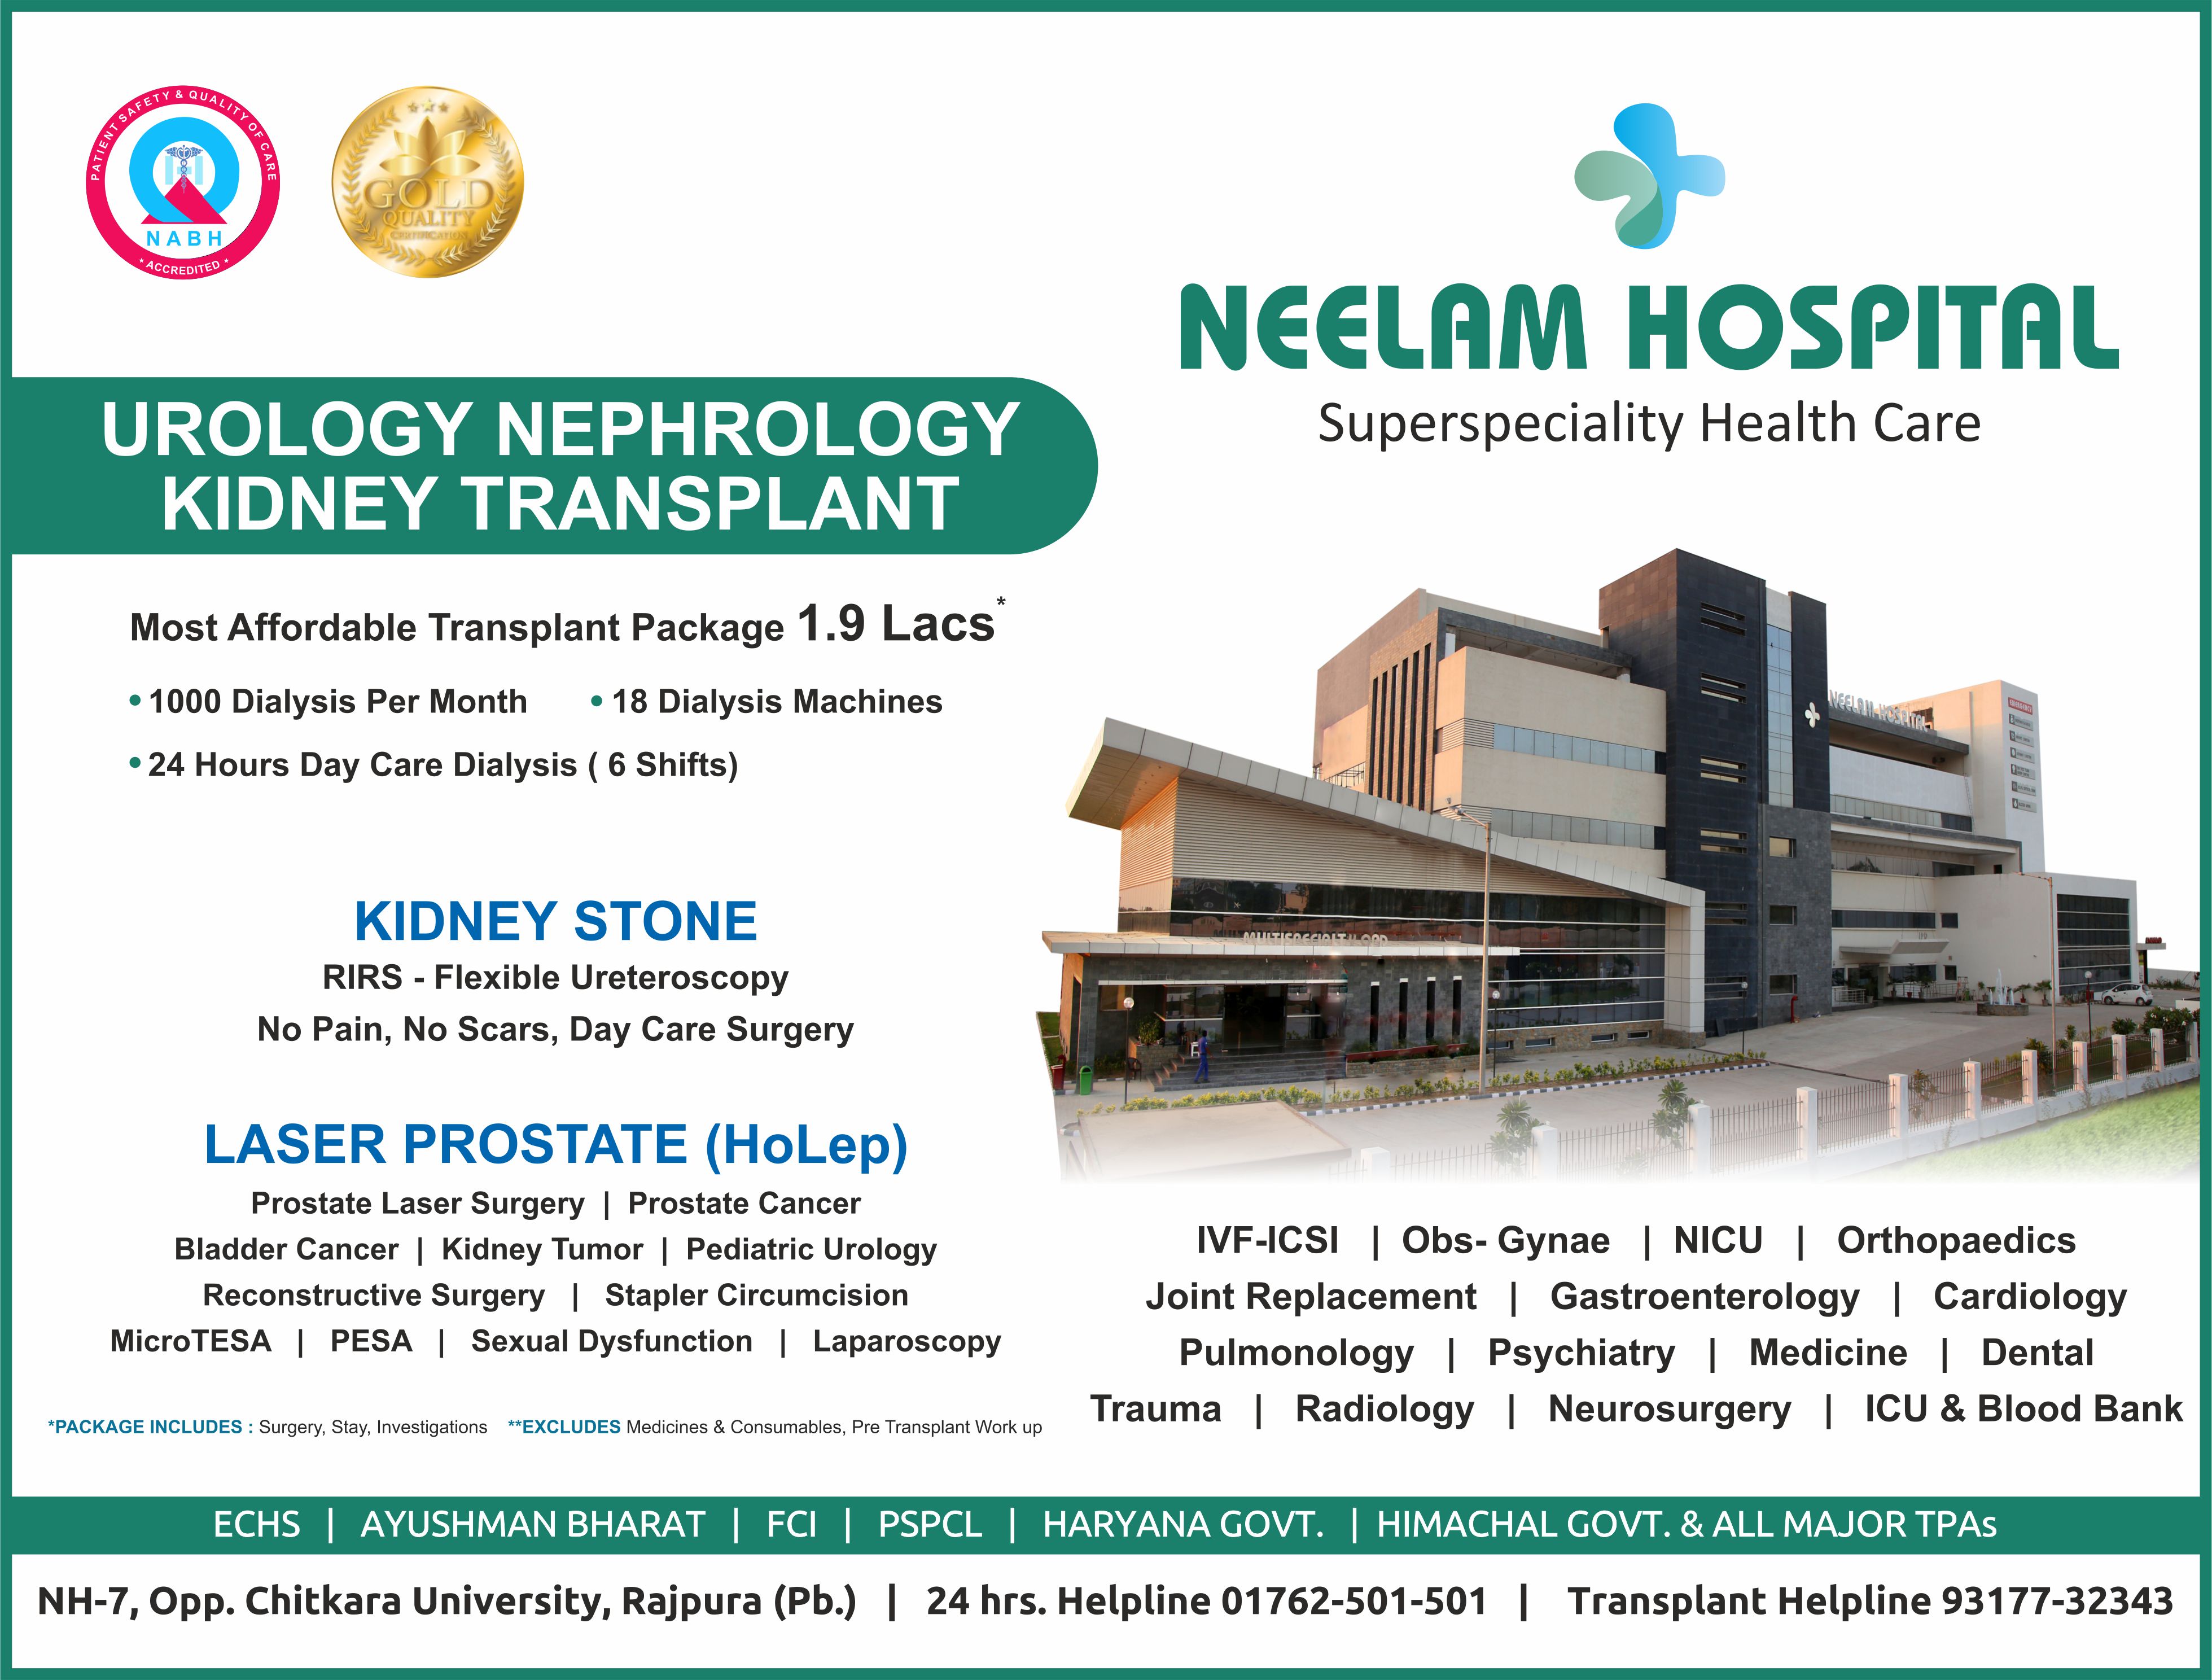 PATIENT SAFETY & QUALITY OF CARE
NABH
* ACCREDITED *
GOLD
QUALITY
CERTIFICATION
NEELAM HOSPITAL
Superspeciality Health Care
UROLOGY NEPHROLOGY
KIDNEY TRANSPLANT
Most Affordable Transplant Package 1.9 Lacs*
• 1000 Dialysis Per Month • 18 Dialysis Machines
• 24 Hours Day Care Dialysis ( 6 Shifts)
KIDNEY STONE
RIRS - Flexible Ureteroscopy
No Pain, No Scars, Day Care Surgery
LASER PROSTATE (HoLep)
Prostate Laser Surgery | Prostate Cancer
Bladder Cancer | Kidney Tumor | Pediatric Urology
Reconstructive Surgery | Stapler Circumcision
MicroTESA | PESA | Sexual Dysfunction | Laparoscopy
*PACKAGE INCLUDES : Surgery, Stay, Investigations **EXCLUDES Medicines & Consumables, Pre Transplant Work up
NEELAM HOSPITAL
EMERGENCY
MULTISPECIALITY OPD
IVF-ICSI | Obs- Gynae | NICU | Orthopaedics
Joint Replacement | Gastroenterology | Cardiology
Pulmonology | Psychiatry | Medicine | Dental
Trauma | Radiology | Neurosurgery | ICU & Blood Bank
ECHS | AYUSHMAN BHARAT | FCI | PSPCL | HARYANA GOVT. | HIMACHAL GOVT. & ALL MAJOR TPAs
NH-7, Opp. Chitkara University, Rajpura (Pb.) | 24 hrs. Helpline 01762-501-501 | Transplant Helpline 93177-32343